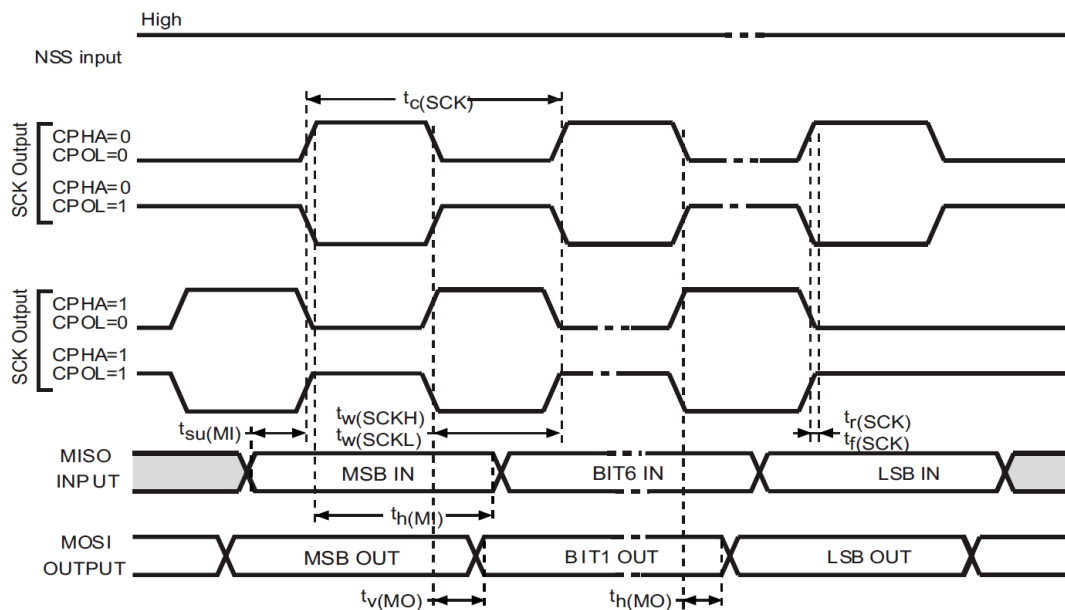 High
NSS input
tc(SCK)
SCK Output
CPHA=0
CPOL=0
CPHA=0
CPOL=1
SCK Output
CPHA=1
CPOL=0
CPHA=1
CPOL=1
tsu(MI)
tw(SCKH)
tw(SCKL)
tr(SCK)
tf(SCK)
MISO
INPUT
MSB IN
BIT6 IN
LSB IN
th(MI)
MOSI
OUTPUT
MSB OUT
BIT1 OUT
LSB OUT
tv(MO)
th(MO)